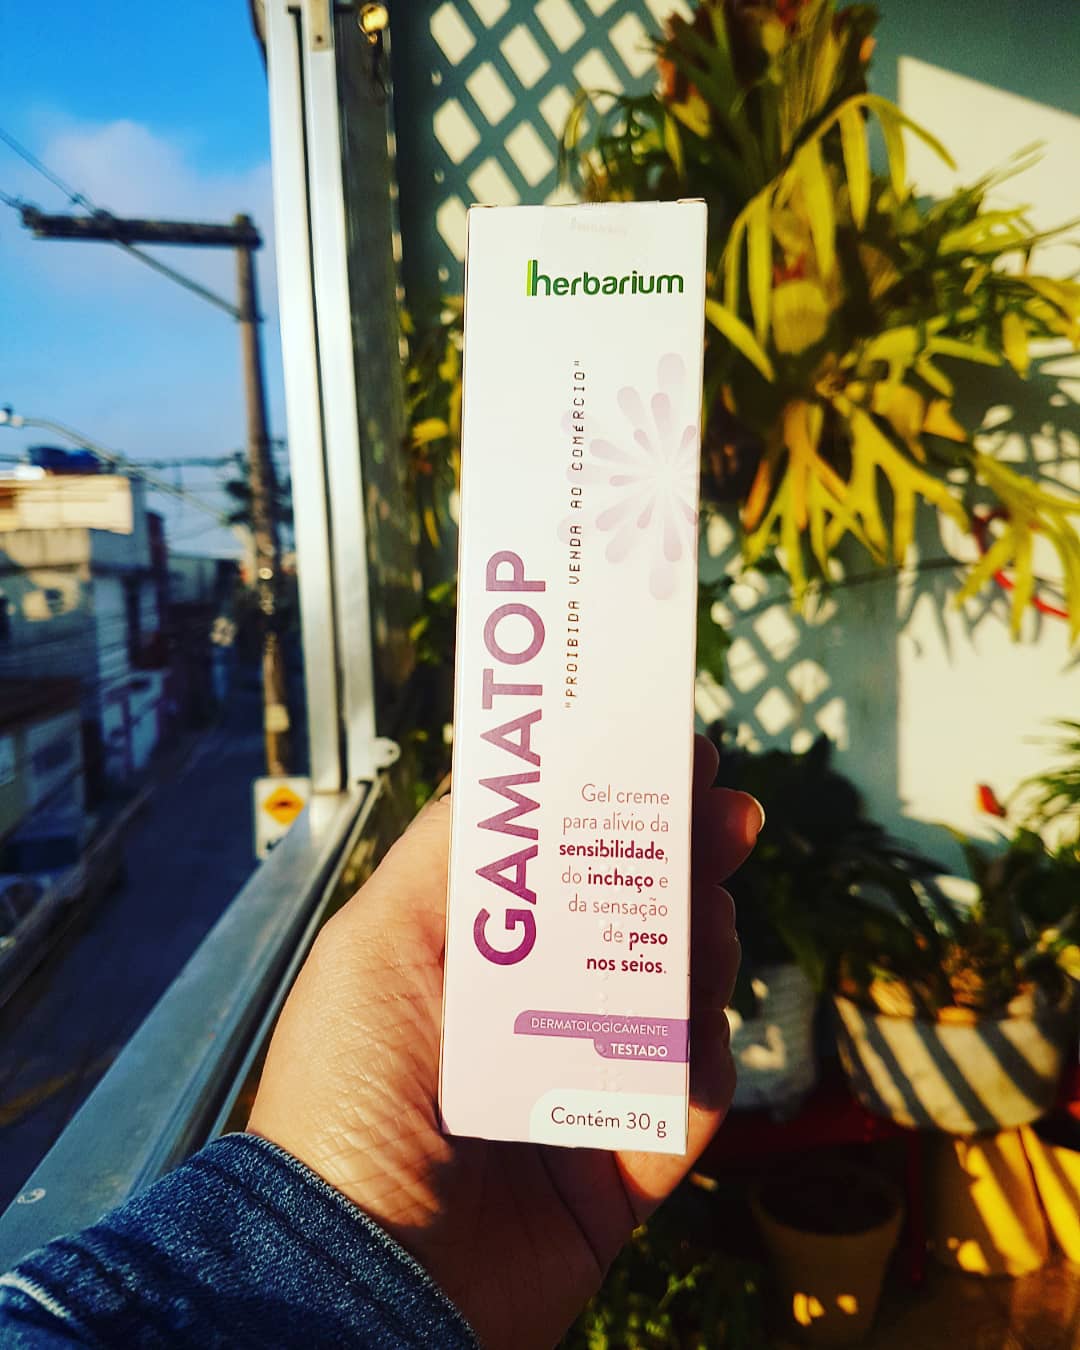 herbarium
"PROIBIDA VENDA AO COMÉRCIO"
GAMATOP
Gel creme
para alívio da
sensibilidade,
do inchaço e
da sensação
de peso
nos seios.
DERMATOLOGICAMENTE
TESTADO
Contém 30 g